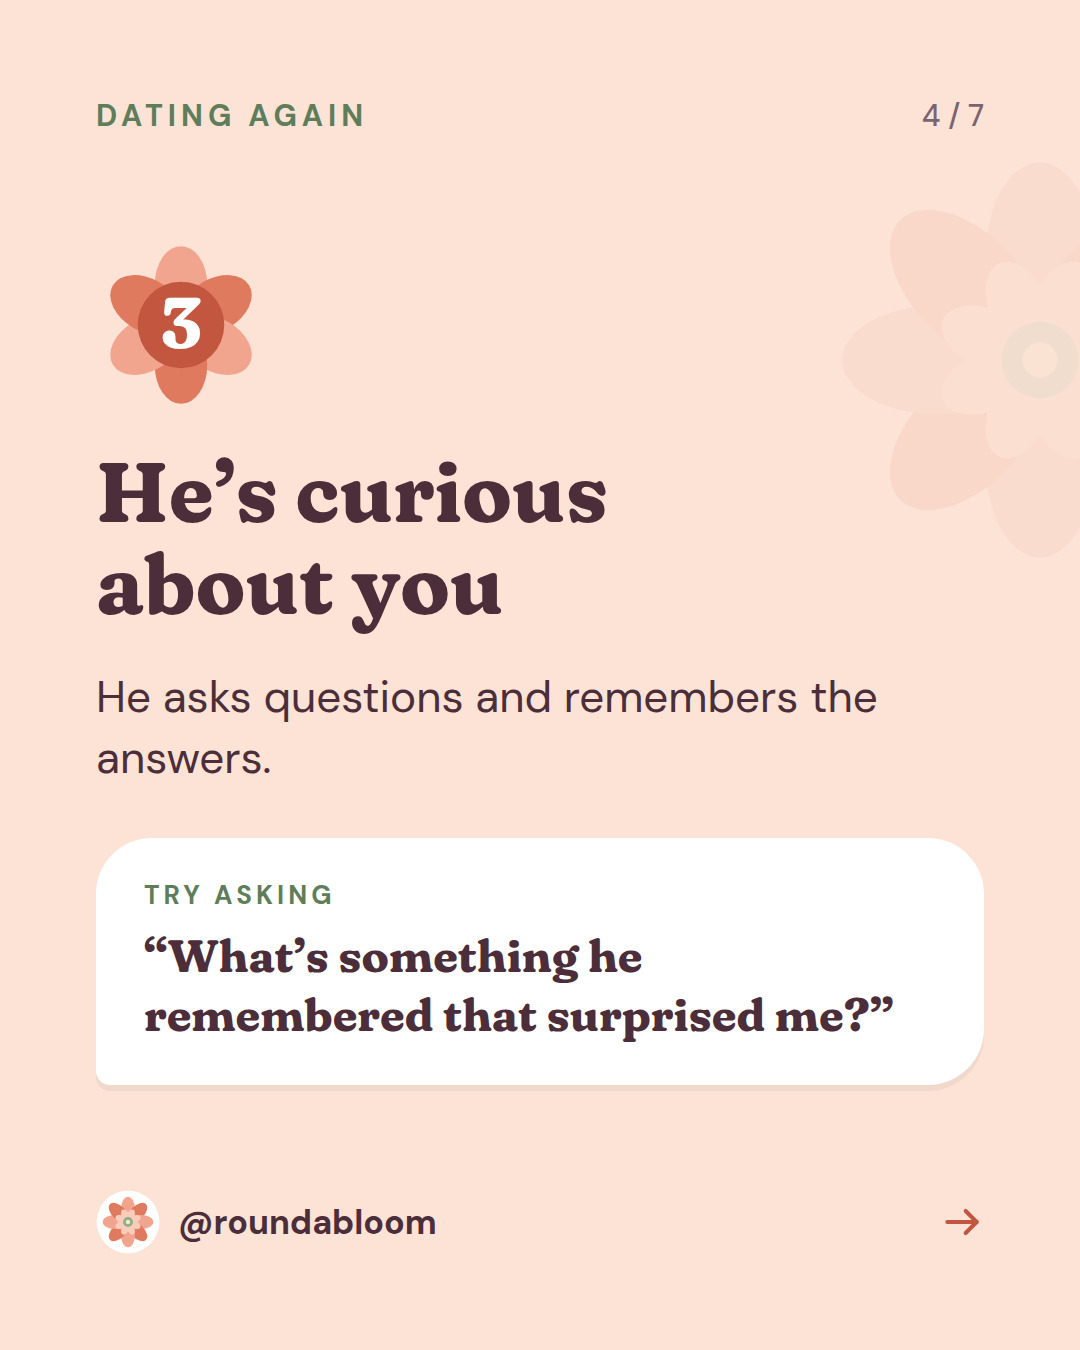 DATING AGAIN
4 / 7
3
He’s curious
about you
He asks questions and remembers the
answers.
TRY ASKING
“What’s something he
remembered that surprised me?”
@roundabloom